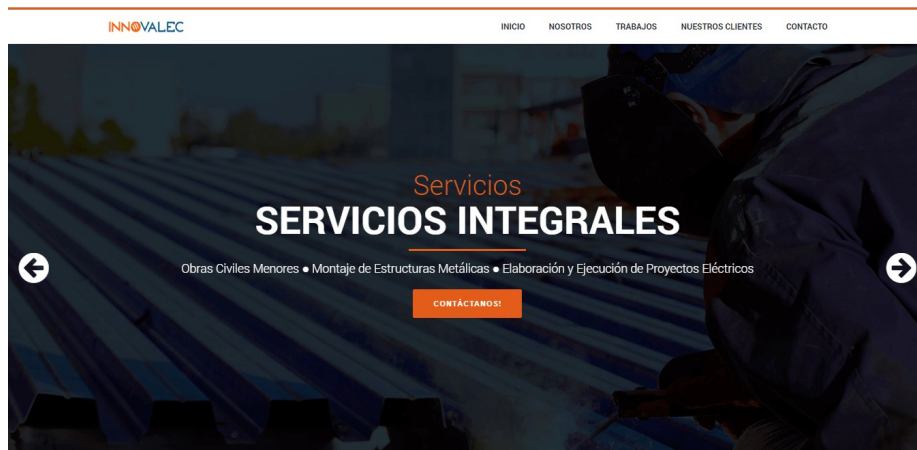 INNOVALEC
INICIO NOSOTROS TRABAJOS NUESTROS CLIENTES CONTACTO
Servicios
SERVICIOS INTEGRALES
Obras Civiles Menores ● Montaje de Estructuras Metálicas ● Elaboración y Ejecución de Proyectos Eléctricos
CONTÁCTANOS!